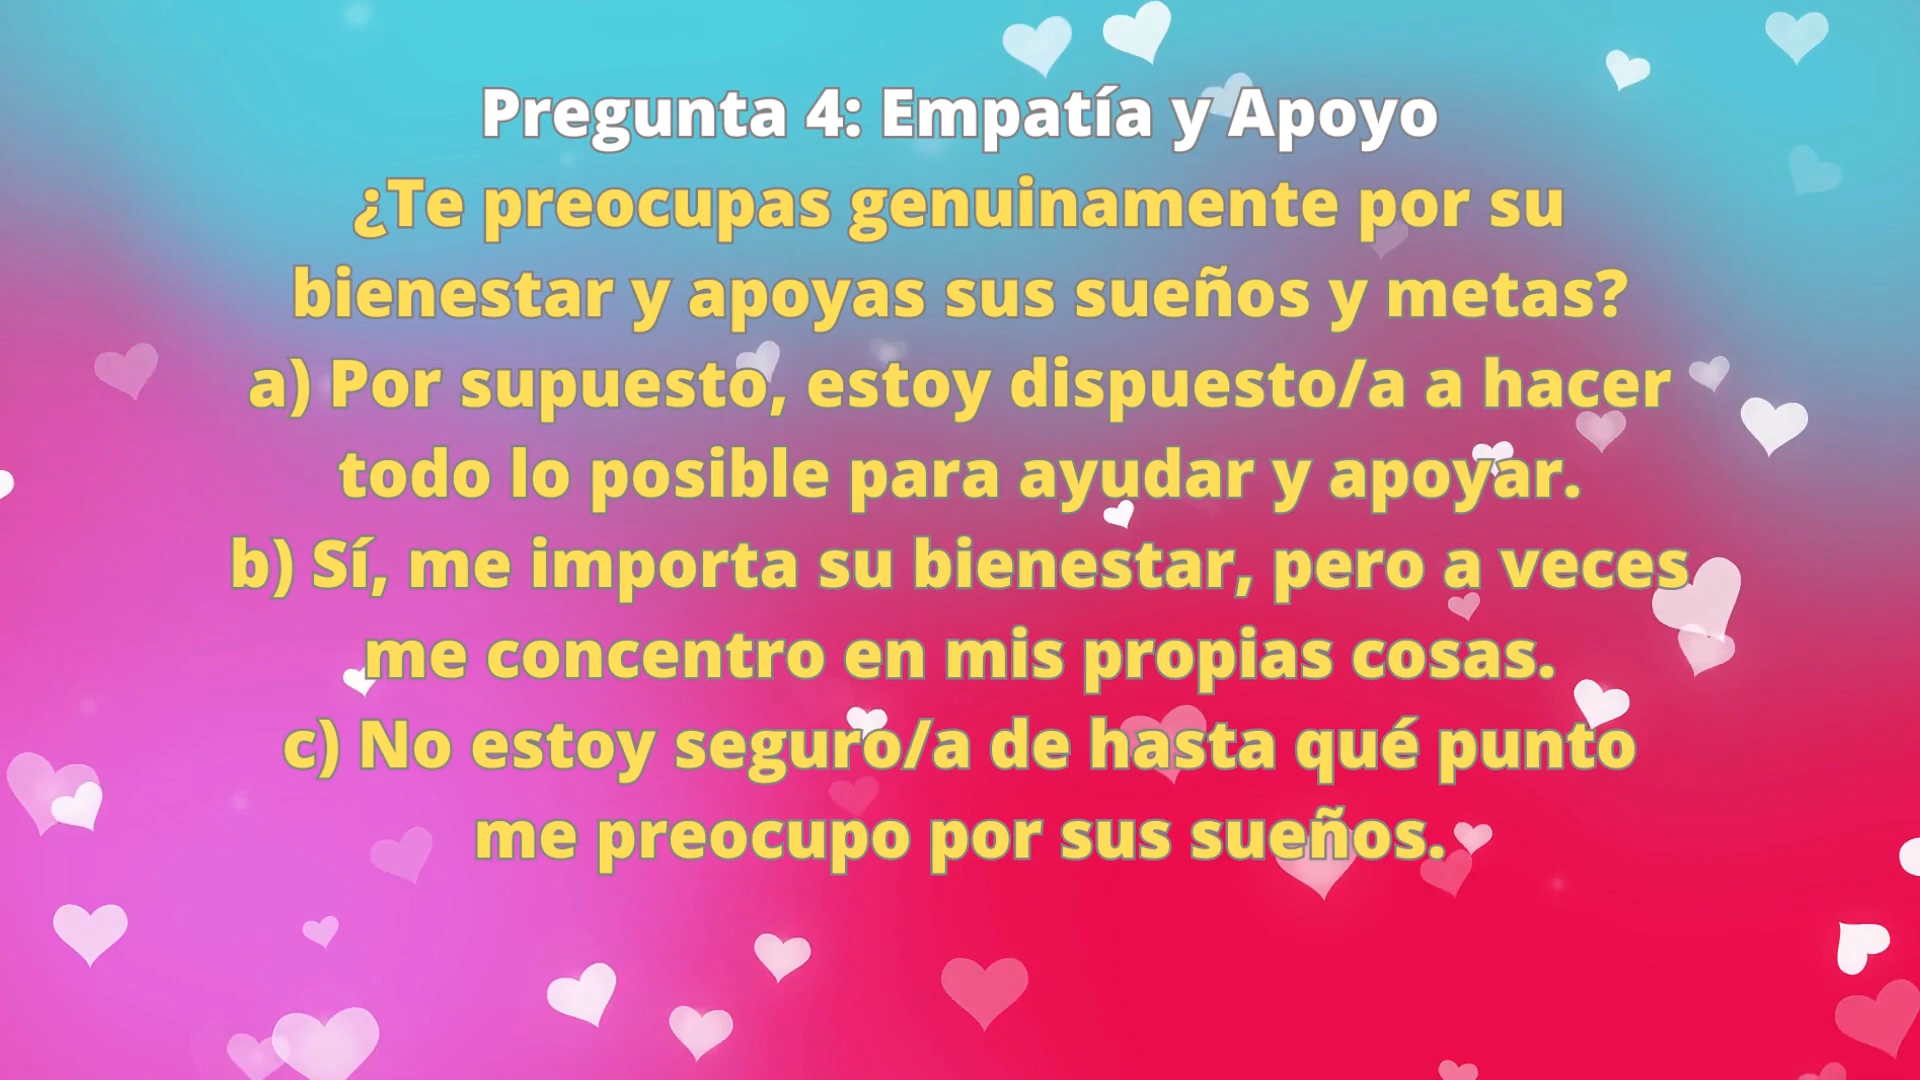 Pregunta 4: Empatía y Apoyo
¿Te preocupas genuinamente por su
bienestar y apoyas sus sueños y metas?
a) Por supuesto, estoy dispuesto/a a hacer
todo lo posible para ayudar y apoyar.
b) Sí, me importa su bienestar, pero a veces
me concentro en mis propias cosas.
c) No estoy seguro/a de hasta qué punto
me preocupo por sus sueños.